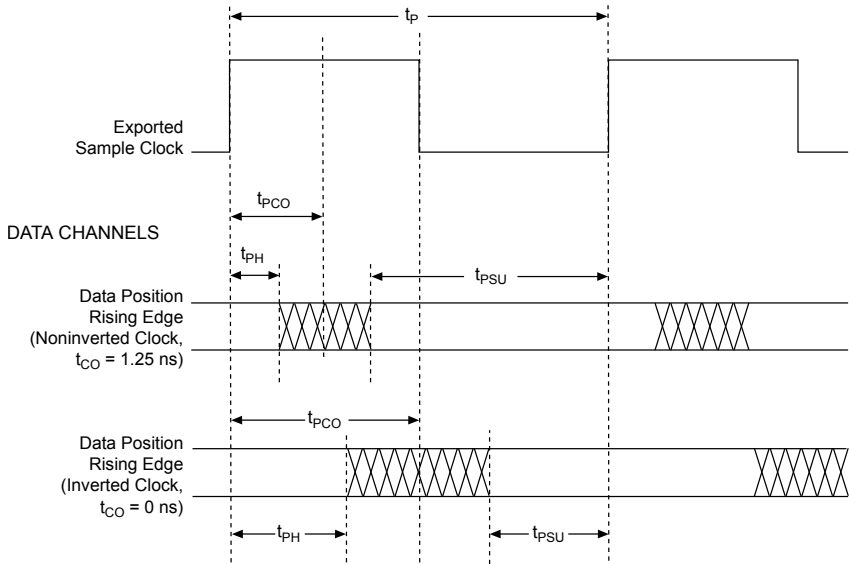 tP
Exported
Sample Clock
tPCO
DATA CHANNELS
tPH
tPSU
Data Position
Rising Edge
(Noninverted Clock,
tCO = 1.25 ns)
tPCO
Data Position
Rising Edge
(Inverted Clock,
tCO = 0 ns)
tPH
tPSU